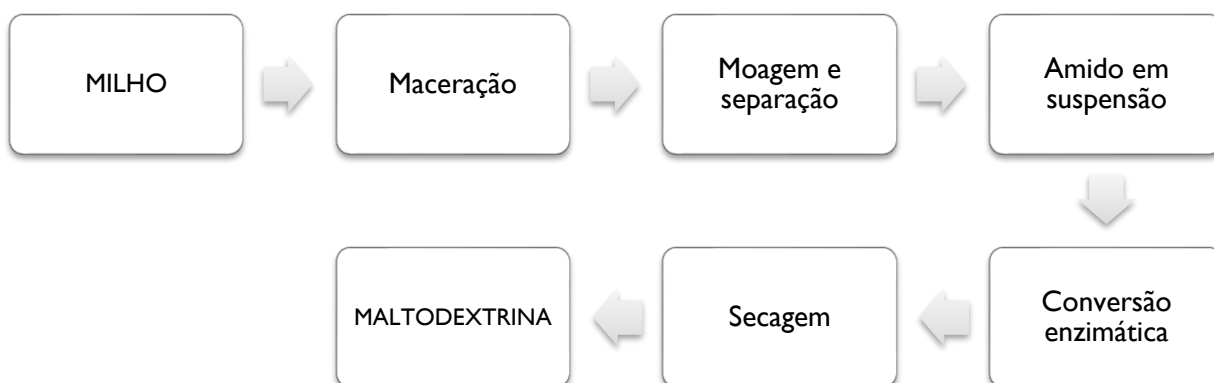 MILHO
Maceração
Moagem e
separação
Amido em
suspensão
Conversão
enzimática
Secagem
MALTODEXTRINA